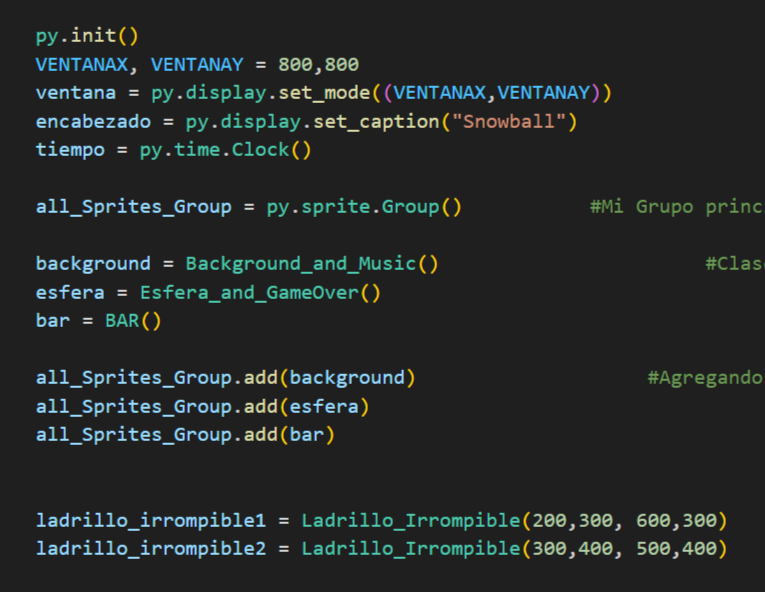 py.init()
VENTANAX, VENTANAY = 800,800
ventana = py.display.set_mode((VENTANAX,VENTANAY))
encabezado = py.display.set_caption("Snowball")
tiempo = py.time.Clock()
all_Sprites_Group = py.sprite.Group() #Mi Grupo princ
background = Background_and_Music() #Clas
esfera = Esfera_and_GameOver()
bar = BAR()
all_Sprites_Group.add(background) #Agregando
all_Sprites_Group.add(esfera)
all_Sprites_Group.add(bar)
ladrillo_irrompible1 = Ladrillo_Irrompible(200,300, 600,300)
ladrillo_irrompible2 = Ladrillo_Irrompible(300,400, 500,400)